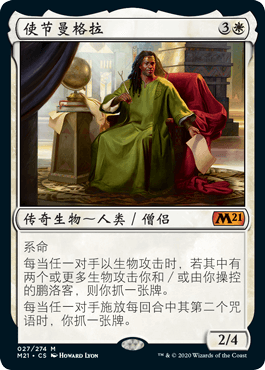 使节曼格拉 3
传奇生物～人类／僧侣 M21
系命
每当任一对手以生物攻击时，若其中有
两个或更多生物攻击你和／或由你操控
的鹏洛客，则你抓一张牌。
每当任一对手施放每回合中其第二个咒
语时，你抓一张牌。
2/4
027/274 M
M21 • CS Howard Lyon
™ & © 2020 Wizards of the Coast